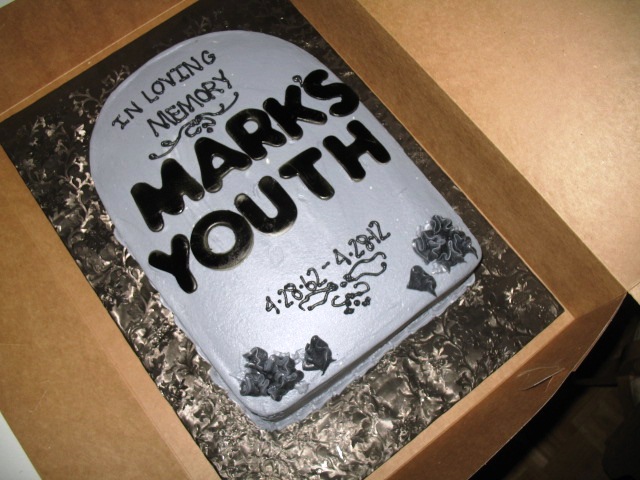 IN LOVING
MEMORY
MARK'S
YOUTH
4.28.62-4.28.12